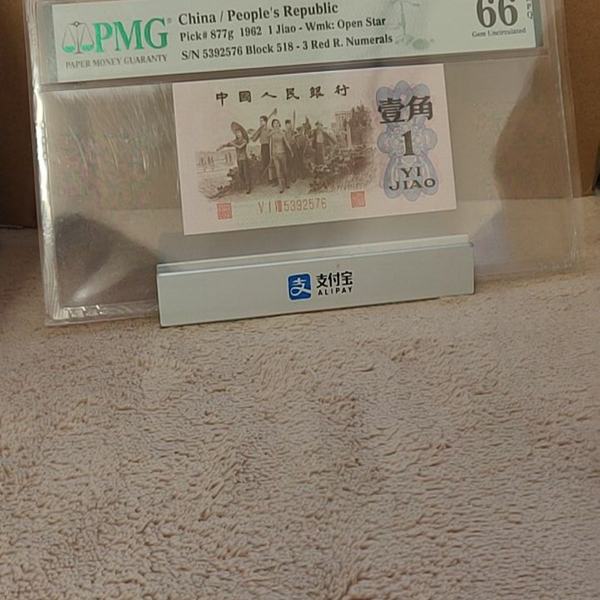 PMG
PAPER MONEY GUARANTY
China / People's Republic
Pick# 877g 1962 1 Jiao - Wmk: Open Star
S/N 5392576 Block 518 - 3 Red R. Numerals
66
Gem Uncirculated
中國人民銀行
壹角
1
YI
JIAO
V I Ⅷ 5392576
支付宝
ALIPAY